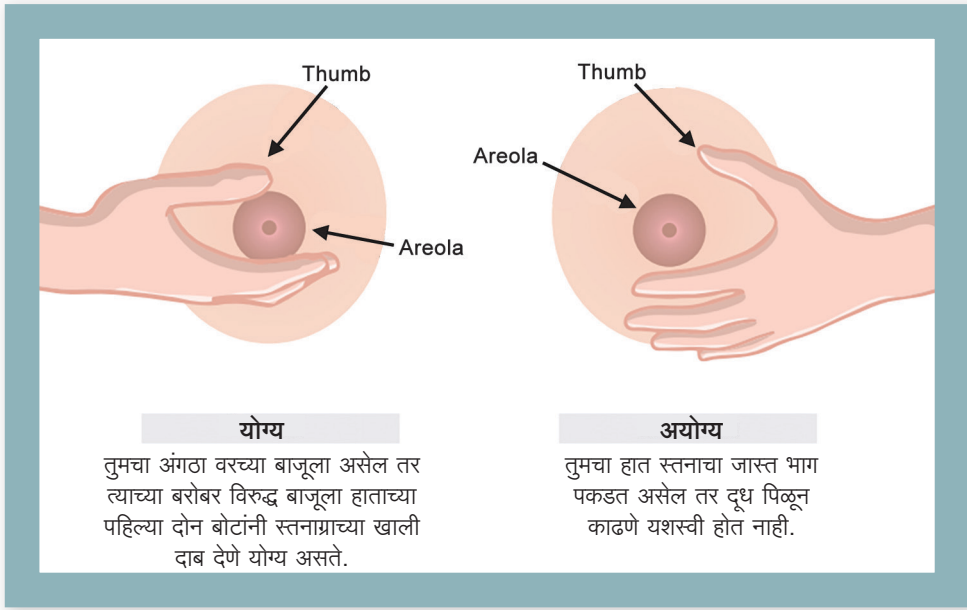 Thumb
Areola
Thumb
Areola
योग्य
तुमचा अंगठा वरच्या बाजूला असेल तर
त्याच्या बरोबर विरुद्ध बाजूला हाताच्या
पहिल्या दोन बोटांनी स्तनाग्राच्या खाली
दाब देणे योग्य असते.
अयोग्य
तुमचा हात स्तनाचा जास्त भाग
पकडत असेल तर दूध पिळून
काढणे यशस्वी होत नाही.